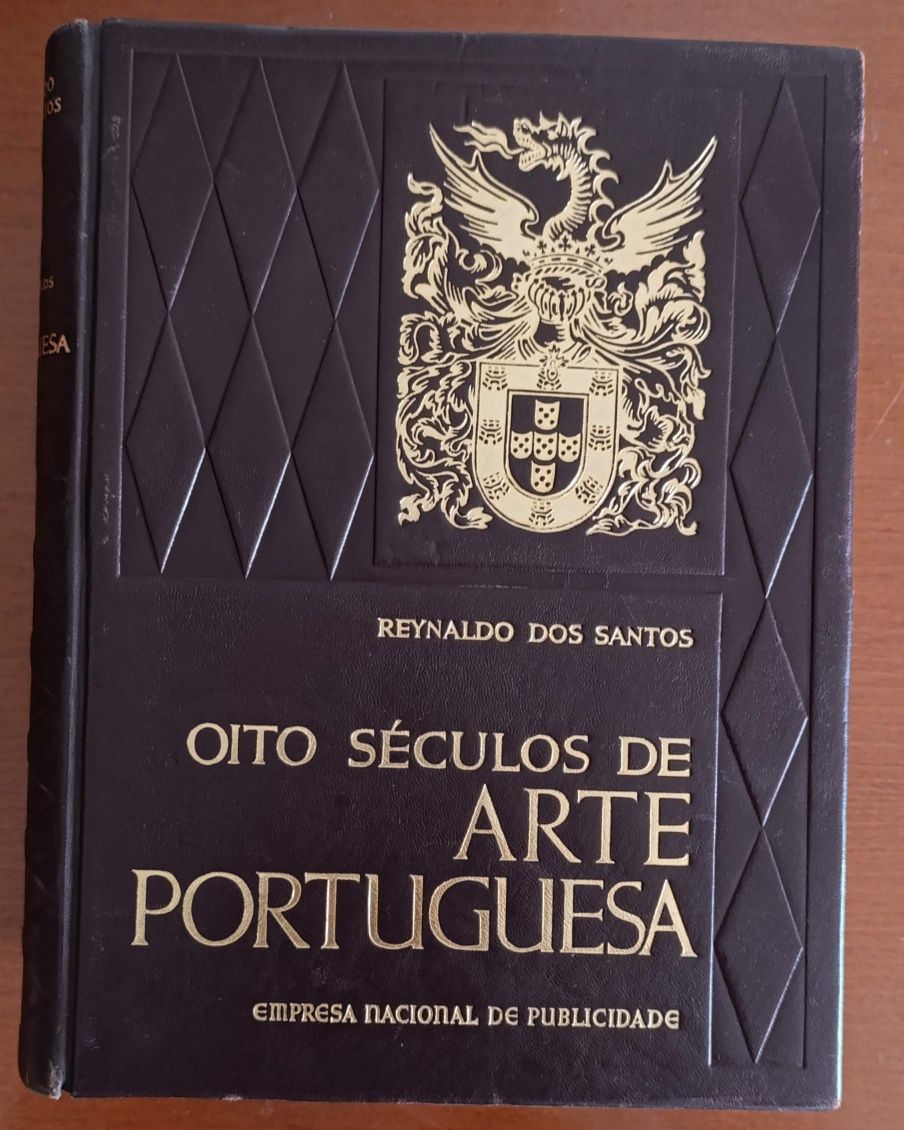 REYNALDO DOS SANTOS
OITO SÉCULOS DE
ARTE
PORTUGUESA
EMPRESA NACIONAL DE PUBLICIDADE